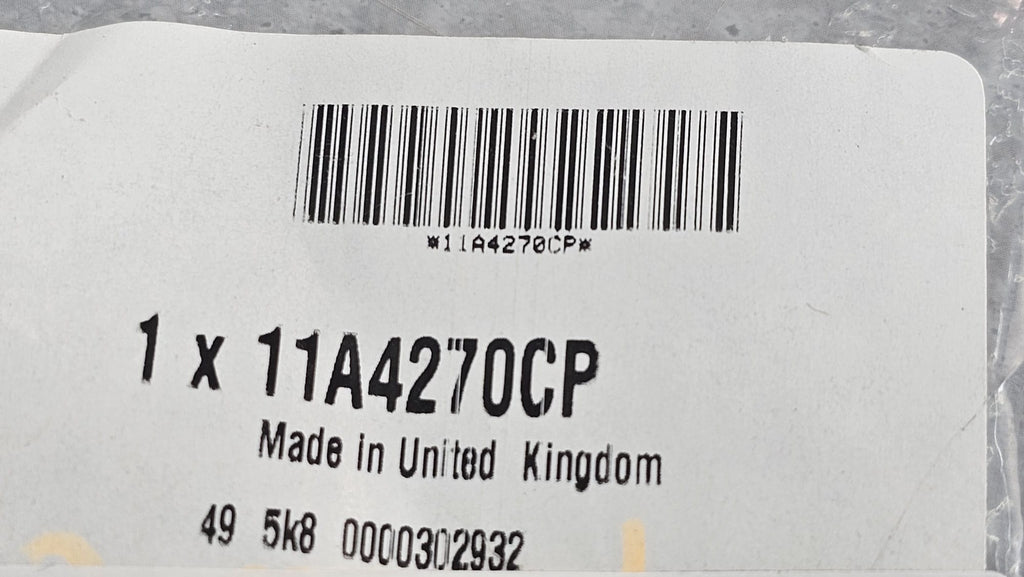 *11A4270CP*
1 x 11A4270CP
Made in United Kingdom
49 5k8 0000302932